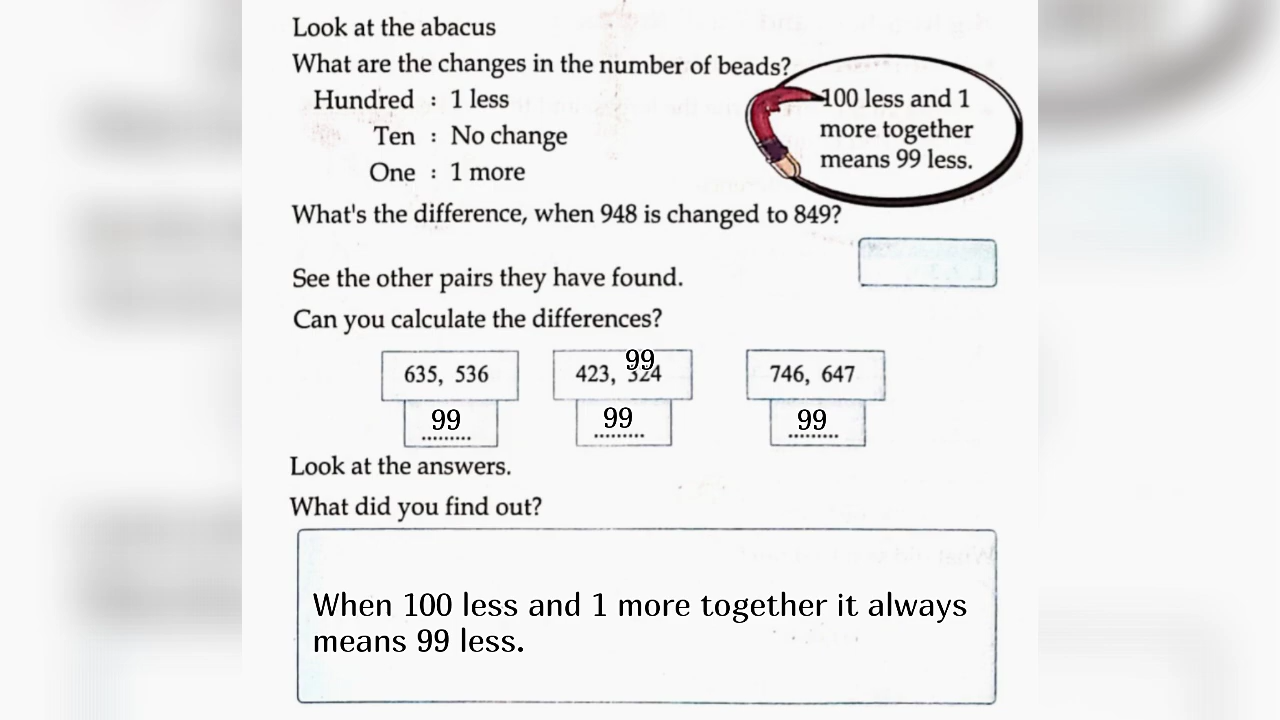 Look at the abacus
What are the changes in the number of beads?
Hundred : 1 less
Ten : No change
One : 1 more
100 less and 1
more together
means 99 less.
What's the difference, when 948 is changed to 849?
See the other pairs they have found.
Can you calculate the differences?
99
635, 536 423, 324 746, 647
99 99 99
......... ......... .........
Look at the answers.
What did you find out?
When 100 less and 1 more together it always
means 99 less.